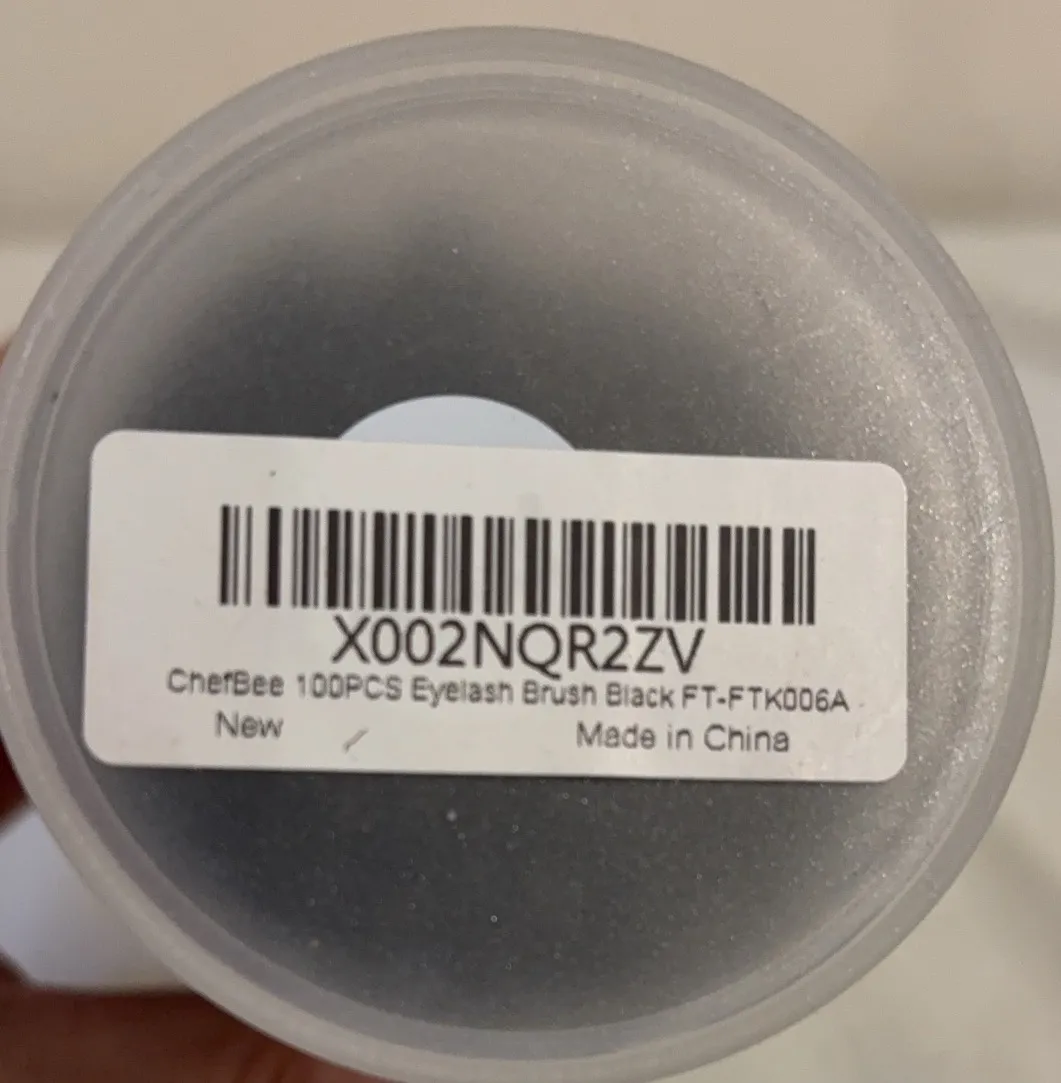 X002NQR2ZV
ChefBee 100PCS Eyelash Brush Black FT-FTK006A
New Made in China